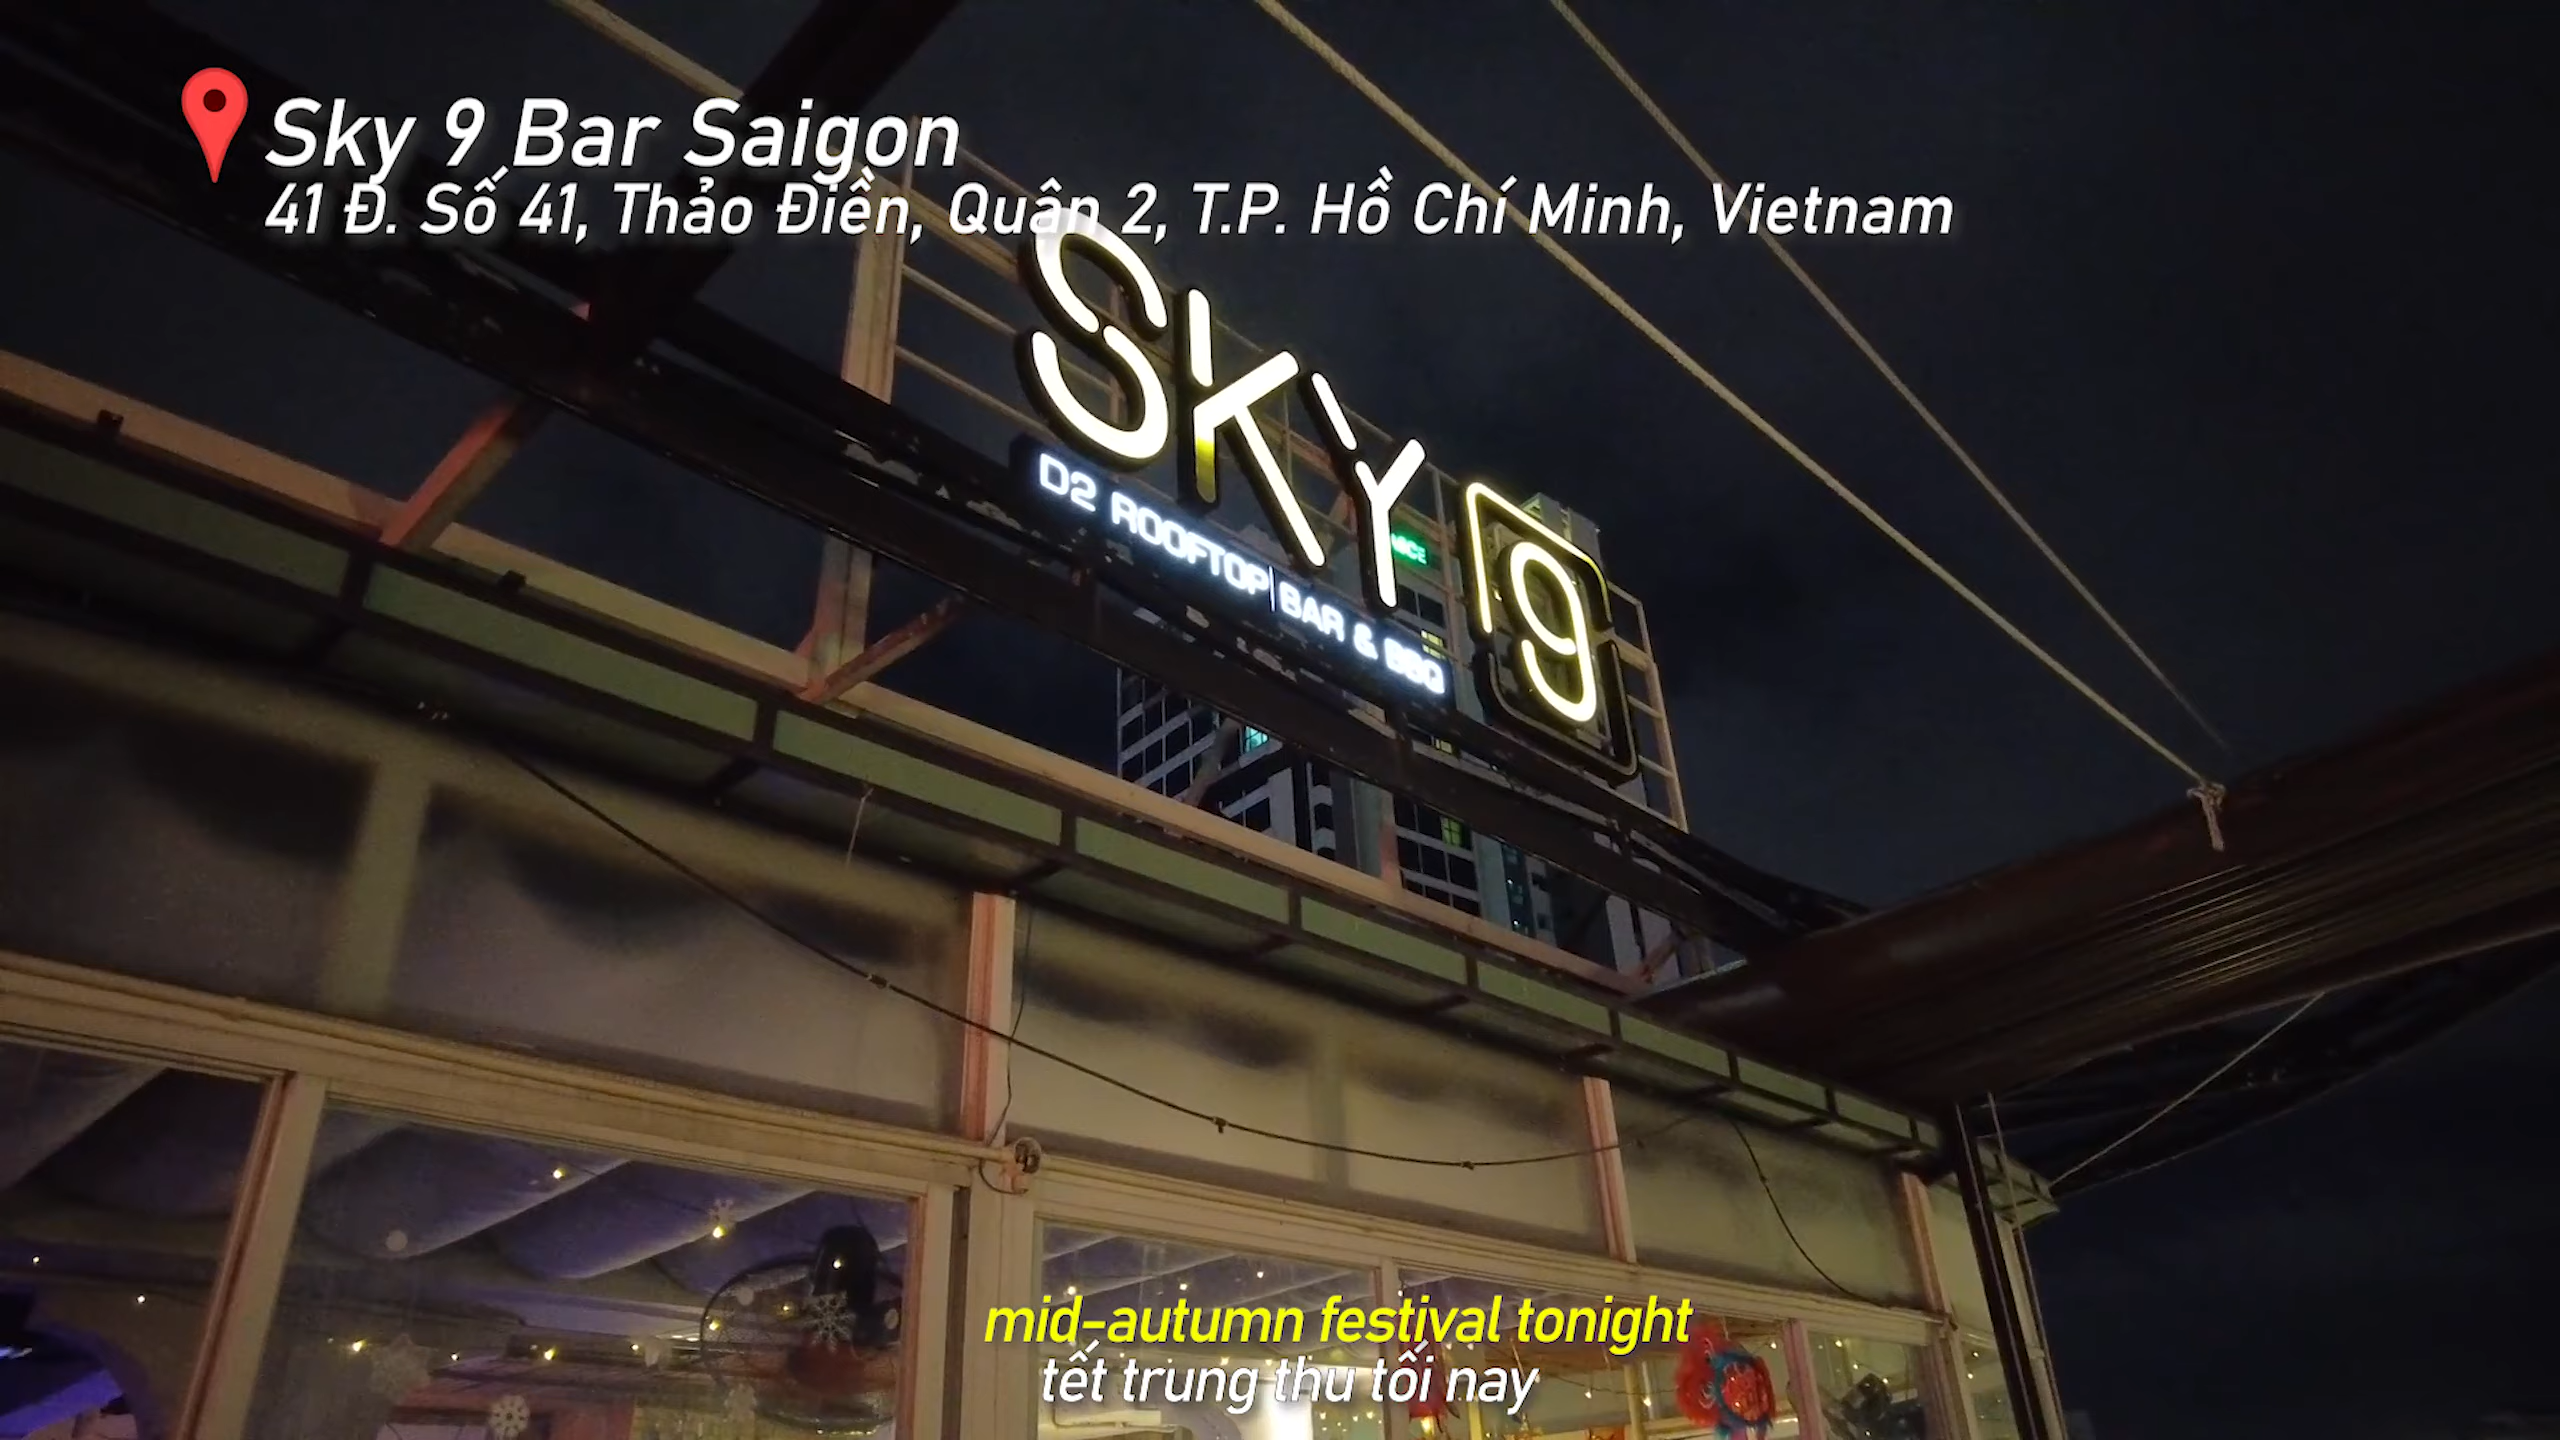 Sky 9 Bar Saigon
41 Đ. Số 41, Thảo Điền, Quận 2, T.P. Hồ Chí Minh, Vietnam
SKY 9
D2 ROOFTOP | BAR & BBQ
mid-autumn festival tonight
tết trung thu tối nay